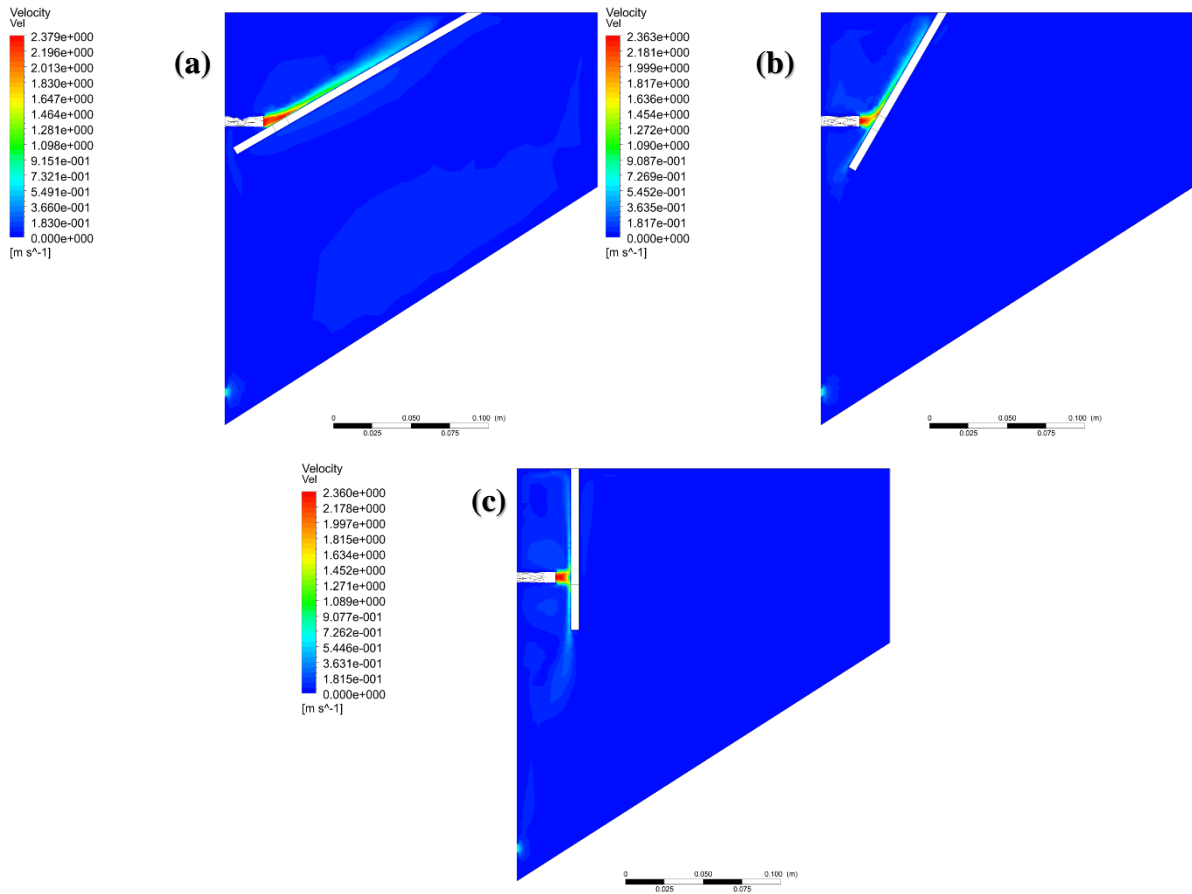 Velocity
Vel
2.379e+000
2.196e+000
2.013e+000
1.830e+000
1.647e+000
1.464e+000
1.281e+000
1.098e+000
9.151e-001
7.321e-001
5.491e-001
3.660e-001
1.830e-001
0.000e+000
[m s^-1]
(a)
0 0.050 0.100 (m)
0.025 0.075
Velocity
Vel
2.363e+000
2.181e+000
1.999e+000
1.817e+000
1.636e+000
1.454e+000
1.272e+000
1.090e+000
9.087e-001
7.269e-001
5.452e-001
3.635e-001
1.817e-001
0.000e+000
[m s^-1]
(b)
0 0.050 0.100 (m)
0.025 0.075
Velocity
Vel
2.360e+000
2.178e+000
1.997e+000
1.815e+000
1.634e+000
1.452e+000
1.271e+000
1.089e+000
9.077e-001
7.262e-001
5.446e-001
3.631e-001
1.815e-001
0.000e+000
[m s^-1]
(c)
0 0.050 0.100 (m)
0.025 0.075